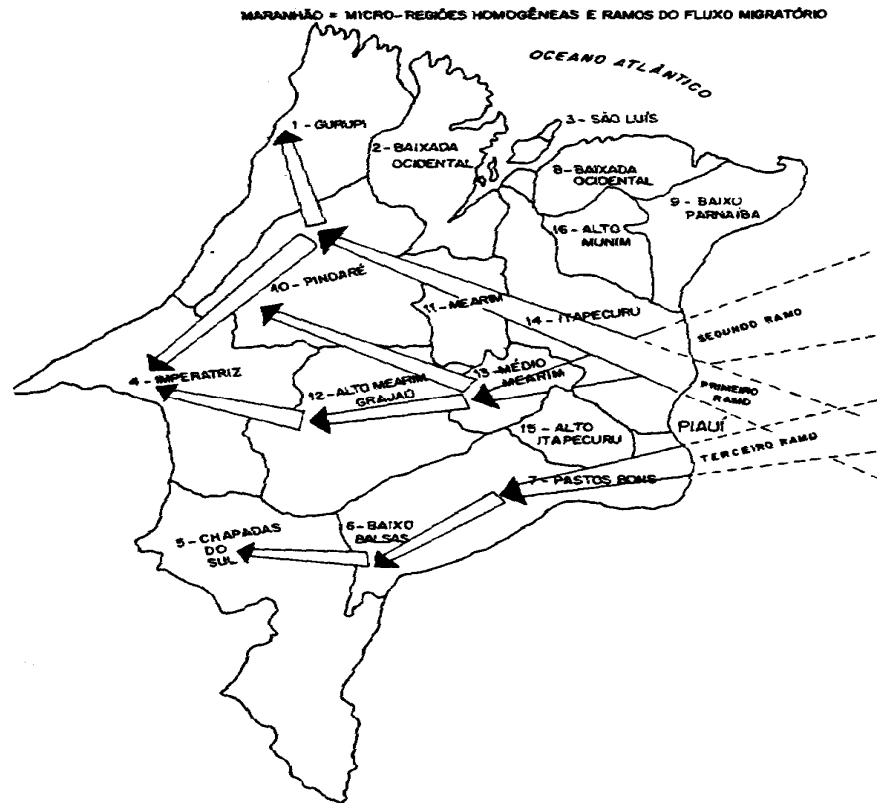 MARANHÃO = MICRO-REGIÕES HOMOGÊNEAS E RAMOS DO FLUXO MIGRATÓRIO
OCEANO ATLÂNTICO
1 - GURUPI
3 - SÃO LUÍS
2 - BAIXADA
OCIDENTAL
8 - BAIXADA
OCIDENTAL
9 - BAIXO
PARNAÍBA
16 - ALTO
MUNIM
10 - PINDARÉ
11 - MEARIM
14 - ITAPECURU
SEGUNDO RAMO
4 - IMPERATRIZ
12 - ALTO MEARIM
GRAJAÚ
13 - MÉDIO
MEARIM
PRIMEIRO
RAMO
15 - ALTO
ITAPECURU
PIAUÍ
TERCEIRO RAMO
7 - PASTOS BONS
5 - CHAPADAS
DO
SUL
6 - BAIXO
BALSAS